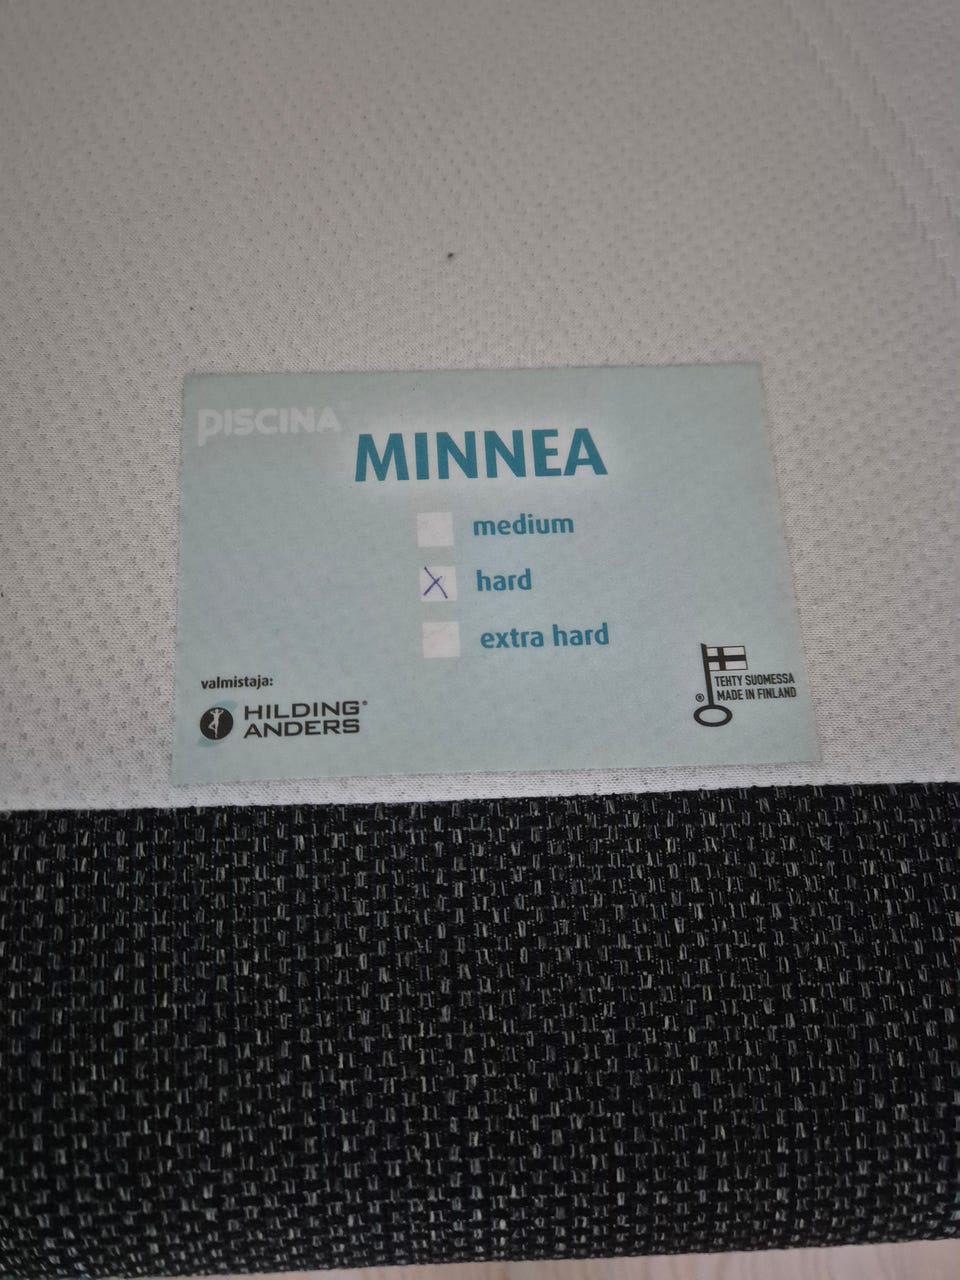 PISCINA
MINNEA
medium
hard
extra hard
valmistaja:
HILDING®
ANDERS
TEHTY SUOMESSA
® MADE IN FINLAND